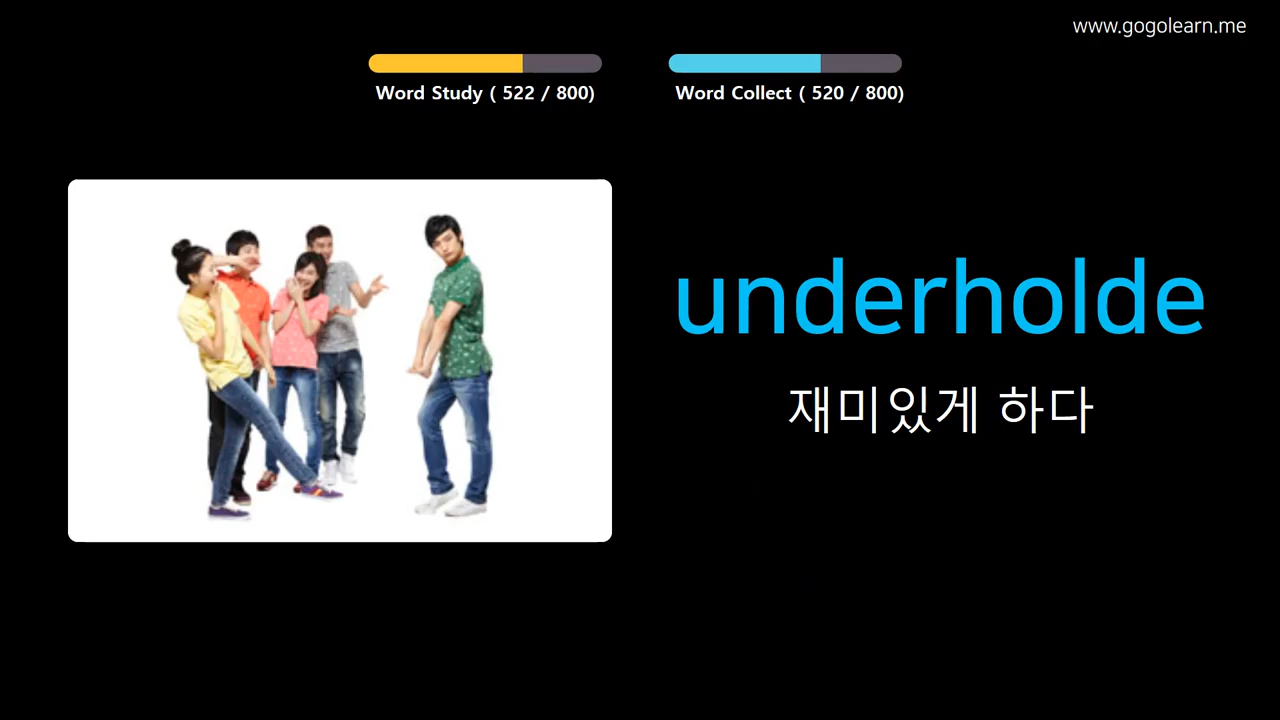 www.gogolearn.me
Word Study ( 522 / 800)
Word Collect ( 520 / 800)
underholde
재미있게 하다